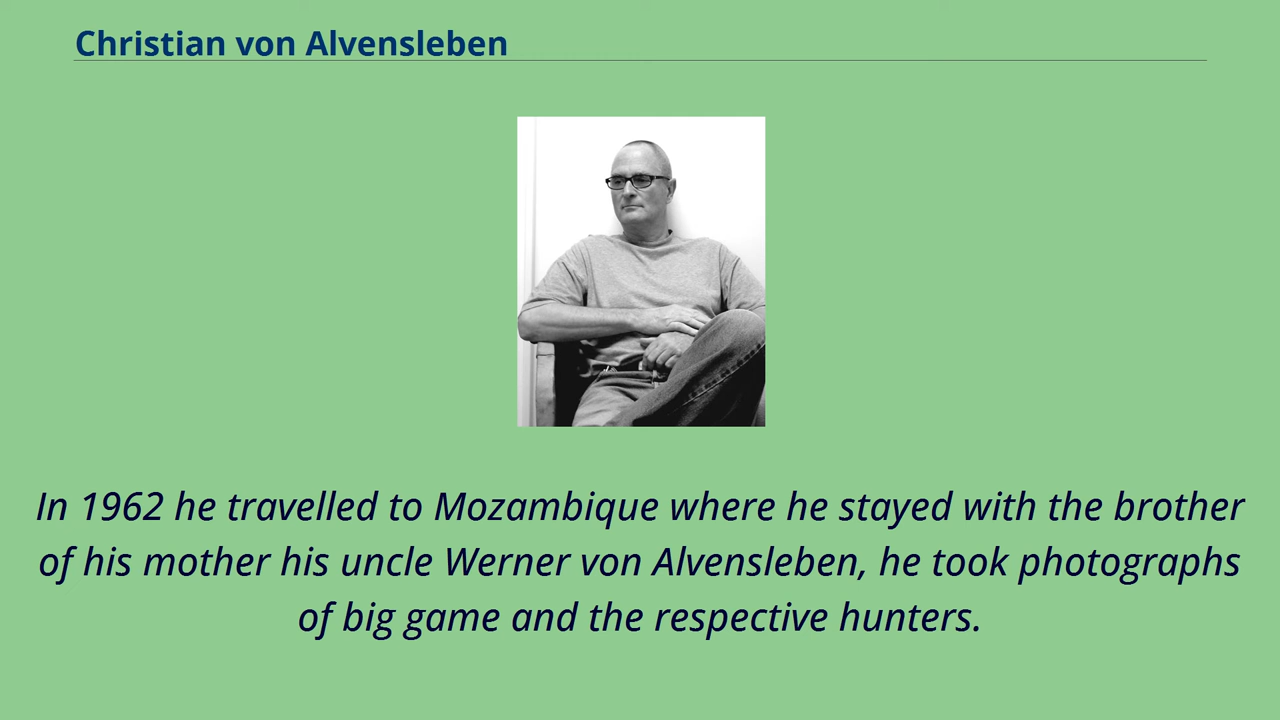 Christian von Alvensleben
In 1962 he travelled to Mozambique where he stayed with the brother
of his mother his uncle Werner von Alvensleben, he took photographs
of big game and the respective hunters.